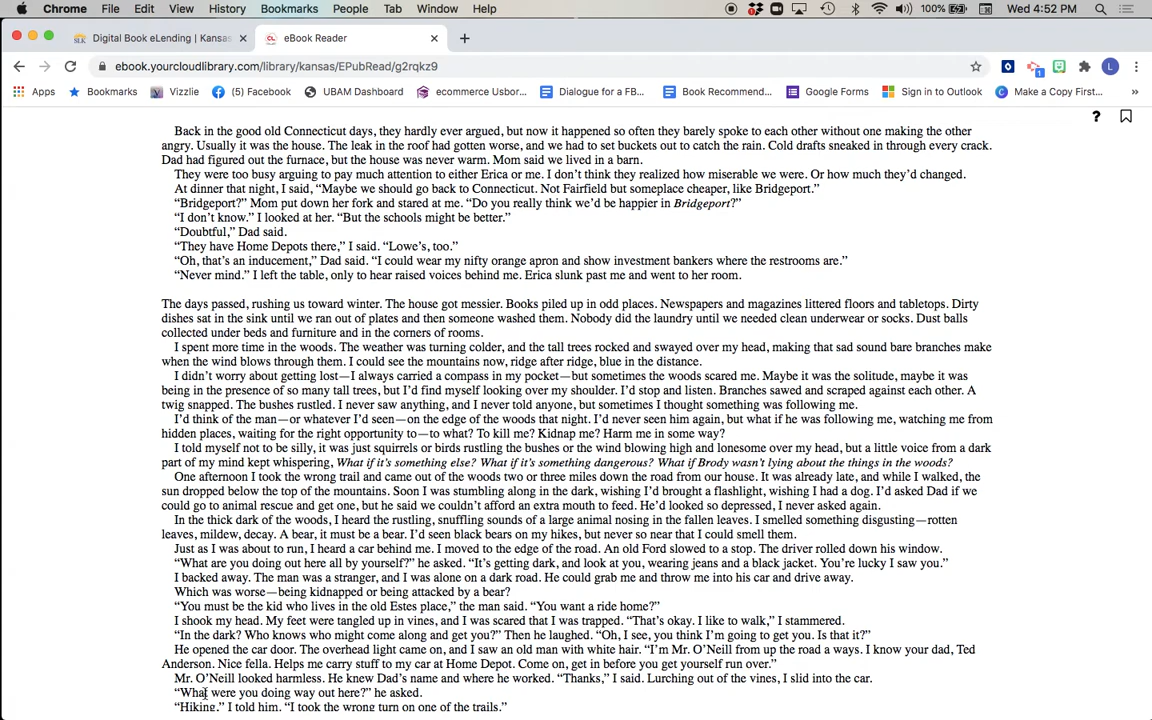 Chrome File Edit View History Bookmarks People Tab Window Help 100% Wed 4:52 PM
Digital Book eLending | Kansas eBook Reader
ebook.yourcloudlibrary.com/library/kansas/EPubRead/g2rqkz9
Apps Bookmarks Vizzlie (5) Facebook UBAM Dashboard ecommerce Usbor... Dialogue for a FB... Book Recommend... Google Forms Sign in to Outlook Make a Copy First...
Back in the good old Connecticut days, they hardly ever argued, but now it happened so often they barely spoke to each other without one making the other
angry. Usually it was the house. The leak in the roof had gotten worse, and we had to set buckets out to catch the rain. Cold drafts sneaked in through every crack.
Dad had figured out the furnace, but the house was never warm. Mom said we lived in a barn.
They were too busy arguing to pay much attention to either Erica or me. I don’t think they realized how miserable we were. Or how much they’d changed.
At dinner that night, I said, “Maybe we should go back to Connecticut. Not Fairfield but someplace cheaper, like Bridgeport.”
“Bridgeport?” Mom put down her fork and stared at me. “Do you really think we’d be happier in Bridgeport?”
“I don’t know.” I looked at her. “But the schools might be better.”
“Doubtful,” Dad said.
“They have Home Depots there,” I said. “Lowe’s, too.”
“Oh, that’s an inducement,” Dad said. “I could wear my nifty orange apron and show investment bankers where the restrooms are.”
“Never mind.” I left the table, only to hear raised voices behind me. Erica slunk past me and went to her room.
The days passed, rushing us toward winter. The house got messier. Books piled up in odd places. Newspapers and magazines littered floors and tabletops. Dirty
dishes sat in the sink until we ran out of plates and then someone washed them. Nobody did the laundry until we needed clean underwear or socks. Dust balls
collected under beds and furniture and in the corners of rooms.
I spent more time in the woods. The weather was turning colder, and the tall trees rocked and swayed over my head, making that sad sound bare branches make
when the wind blows through them. I could see the mountains now, ridge after ridge, blue in the distance.
I didn’t worry about getting lost—I always carried a compass in my pocket—but sometimes the woods scared me. Maybe it was the solitude, maybe it was
being in the presence of so many tall trees, but I’d find myself looking over my shoulder. I’d stop and listen. Branches sawed and scraped against each other. A
twig snapped. The bushes rustled. I never saw anything, and I never told anyone, but sometimes I thought something was following me.
I’d think of the man—or whatever I’d seen—on the edge of the woods that night. I’d never seen him again, but what if he was following me, watching me from
hidden places, waiting for the right opportunity to—to what? To kill me? Kidnap me? Harm me in some way?
I told myself not to be silly, it was just squirrels or birds rustling the bushes or the wind blowing high and lonesome over my head, but a little voice from a dark
part of my mind kept whispering, What if it’s something else? What if it’s something dangerous? What if Brody wasn’t lying about the things in the woods?
One afternoon I took the wrong trail and came out of the woods two or three miles down the road from our house. It was already late, and while I walked, the
sun dropped below the top of the mountains. Soon I was stumbling along in the dark, wishing I’d brought a flashlight, wishing I had a dog. I’d asked Dad if we
could go to animal rescue and get one, but he said we couldn’t afford an extra mouth to feed. He’d looked so depressed, I never asked again.
In the thick dark of the woods, I heard the rustling, snuffling sounds of a large animal nosing in the fallen leaves. I smelled something disgusting—rotten
leaves, mildew, decay. A bear, it must be a bear. I’d seen black bears on my hikes, but never so near that I could smell them.
Just as I was about to run, I heard a car behind me. I moved to the edge of the road. An old Ford slowed to a stop. The driver rolled down his window.
“What are you doing out here all by yourself?” he asked. “It’s getting dark, and look at you, wearing jeans and a black jacket. You’re lucky I saw you.”
I backed away. The man was a stranger, and I was alone on a dark road. He could grab me and throw me into his car and drive away.
Which was worse—being kidnapped or being attacked by a bear?
“You must be the kid who lives in the old Estes place,” the man said. “You want a ride home?”
I shook my head. My feet were tangled up in vines, and I was scared that I was trapped. “That’s okay. I like to walk,” I stammered.
“In the dark? Who knows who might come along and get you?” Then he laughed. “Oh, I see, you think I’m going to get you. Is that it?”
He opened the car door. The overhead light came on, and I saw an old man with white hair. “I’m Mr. O’Neill from up the road a ways. I know your dad, Ted
Anderson. Nice fella. Helps me carry stuff to my car at Home Depot. Come on, get in before you get yourself run over.”
Mr. O’Neill looked harmless. He knew Dad’s name and where he worked. “Thanks,” I said. Lurching out of the vines, I slid into the car.
“What were you doing way out here?” he asked.
“Hiking,” I told him. “I took the wrong turn on one of the trails.”